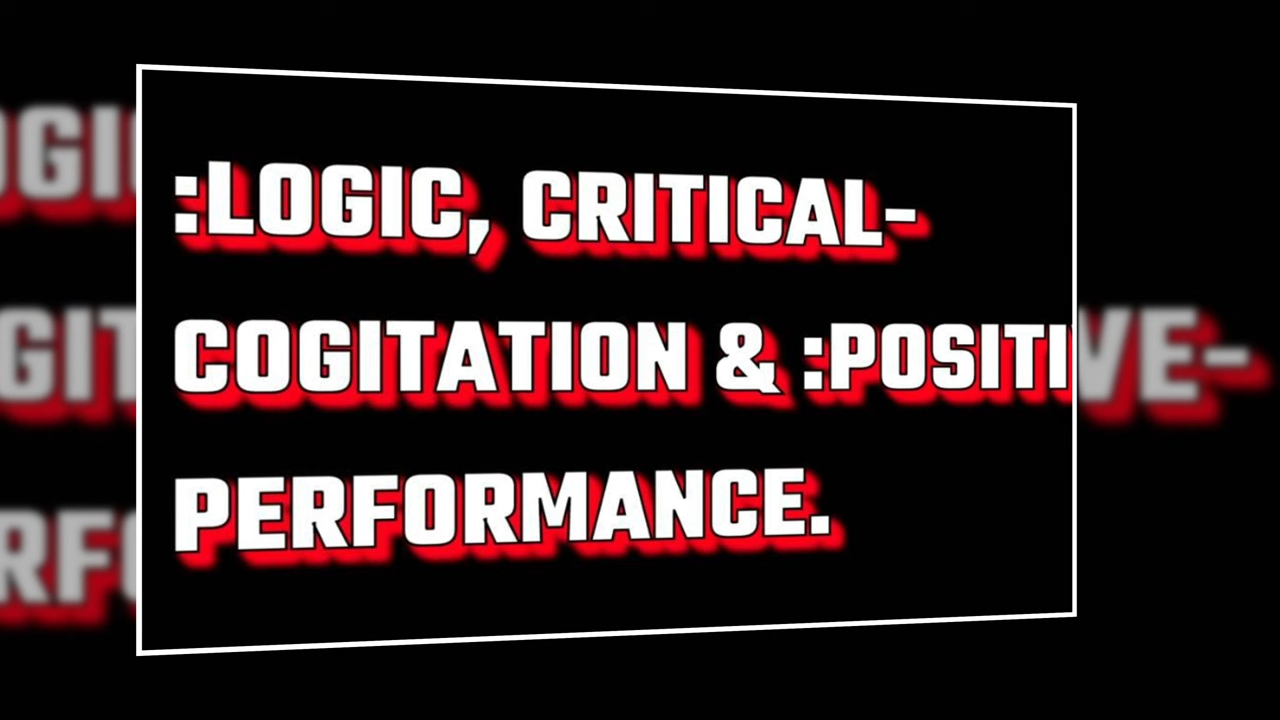 :LOGIC, CRITICAL-
COGITATION & :POSITIVE-
PERFORMANCE.